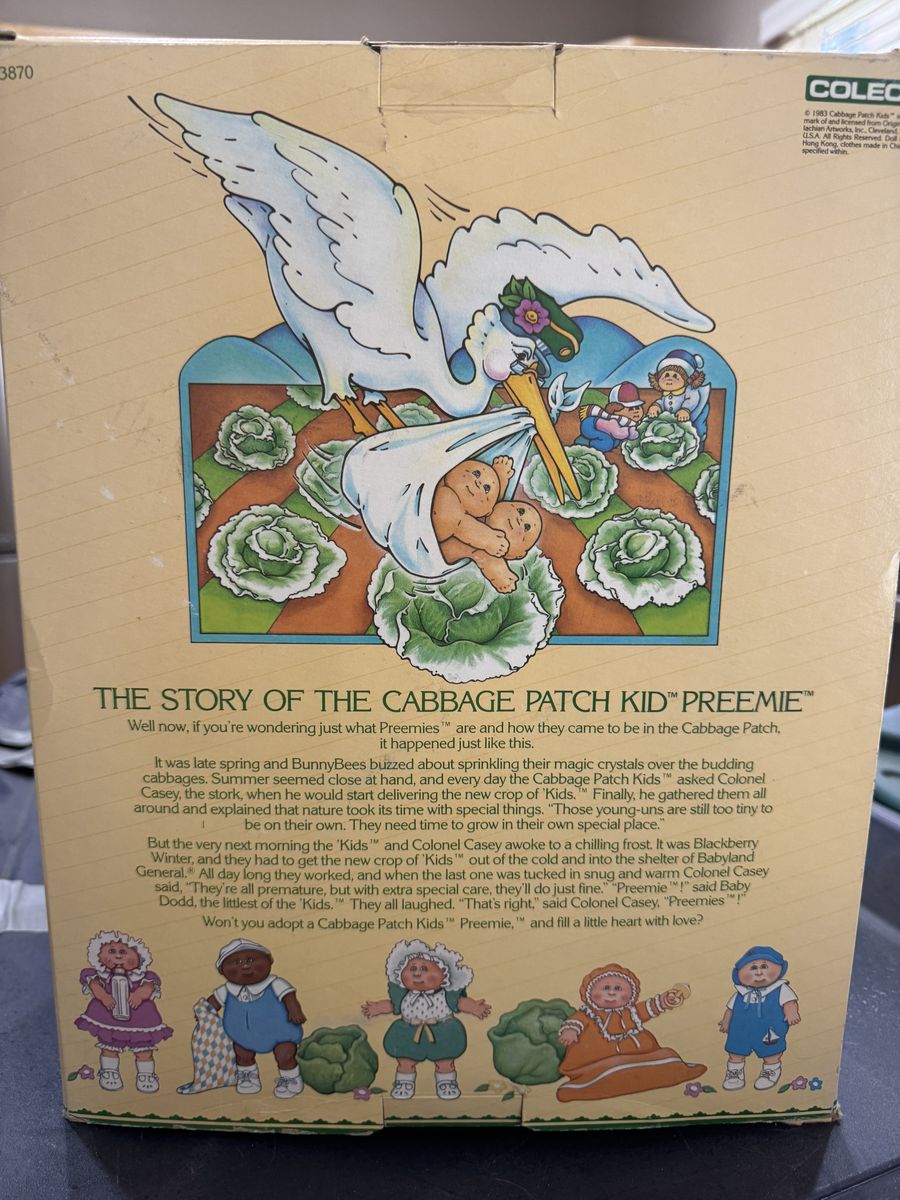 3870
COLEC
© 1983 Cabbage Patch Kids™ a
mark of and licensed from Origi
lachian Artworks, Inc., Cleveland,
U.S.A. All Rights Reserved. Doll
Hong Kong, clothes made in Chi
specified within.
THE STORY OF THE CABBAGE PATCH KID™ PREEMIE™
Well now, if you're wondering just what Preemies™ are and how they came to be in the Cabbage Patch,
it happened just like this.
It was late spring and BunnyBees buzzed about sprinkling their magic crystals over the budding
cabbages. Summer seemed close at hand, and every day the Cabbage Patch Kids™ asked Colonel
Casey, the stork, when he would start delivering the new crop of 'Kids.™ Finally, he gathered them all
around and explained that nature took its time with special things. "Those young-uns are still too tiny to
be on their own. They need time to grow in their own special place."
But the very next morning the 'Kids™ and Colonel Casey awoke to a chilling frost. It was Blackberry
Winter, and they had to get the new crop of 'Kids™ out of the cold and into the shelter of Babyland
General.® All day long they worked, and when the last one was tucked in snug and warm Colonel Casey
said, "They're all premature, but with extra special care, they'll do just fine." "Preemie™!" said Baby
Dodd, the littlest of the 'Kids.™ They all laughed. "That's right," said Colonel Casey, "Preemies™!"
Won't you adopt a Cabbage Patch Kids™ Preemie,™ and fill a little heart with love?